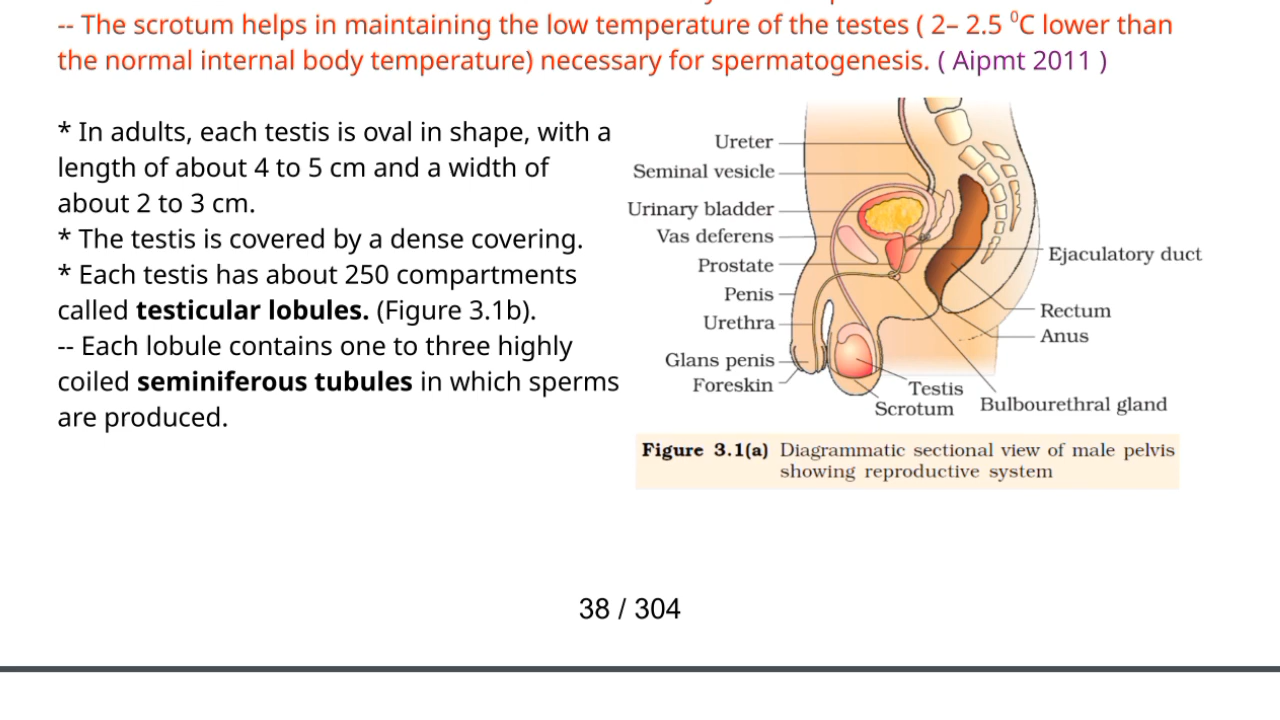 -- The scrotum helps in maintaining the low temperature of the testes ( 2– 2.5 ⁰C lower than
the normal internal body temperature) necessary for spermatogenesis. ( Aipmt 2011 )
* In adults, each testis is oval in shape, with a
length of about 4 to 5 cm and a width of
about 2 to 3 cm.
* The testis is covered by a dense covering.
* Each testis has about 250 compartments
called testicular lobules. (Figure 3.1b).
-- Each lobule contains one to three highly
coiled seminiferous tubules in which sperms
are produced.
Ureter
Seminal vesicle
Urinary bladder
Vas deferens
Prostate
Penis
Urethra
Glans penis
Foreskin
Ejaculatory duct
Rectum
Anus
Testis
Scrotum
Bulbourethral gland
Figure 3.1(a) Diagrammatic sectional view of male pelvis
showing reproductive system
38 / 304